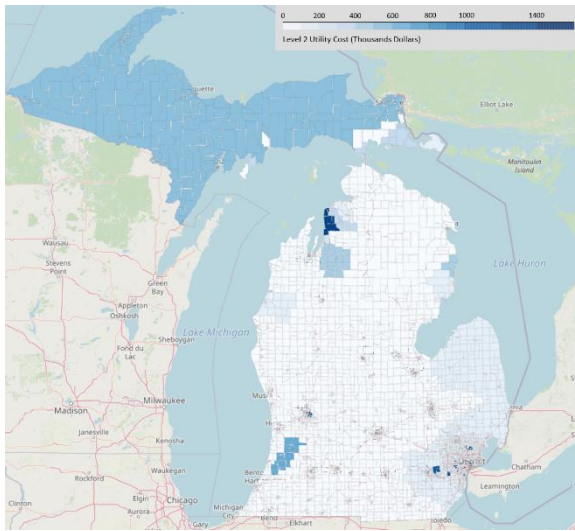 0 200 400 600 800 1000 1400
Level 2 Utility Cost (Thousands Dollars)
Elliot Lake
Manitoulin
Island
Wausau
Stevens
Point
Green
Bay
Lake Huron
Appleton
Oshkosh
Lake Michigan
Fond du
Lac
Sheboygan
Madison
Milwaukee
Janesville
Kenosha
Waukegan
Rockford
Chatham
Leamington
Clinton
Elgin
Chicago
Aurora
Michigan
City
Gary
Bend
Elkhart
Toledo